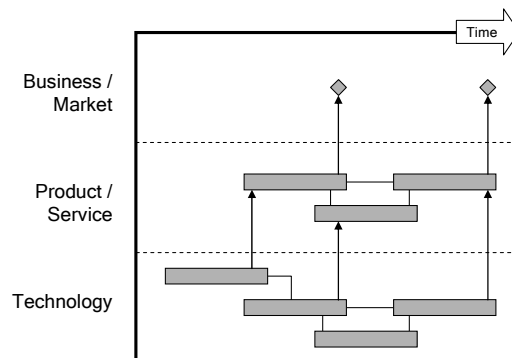 Time
Business /
Market
Product /
Service
Technology